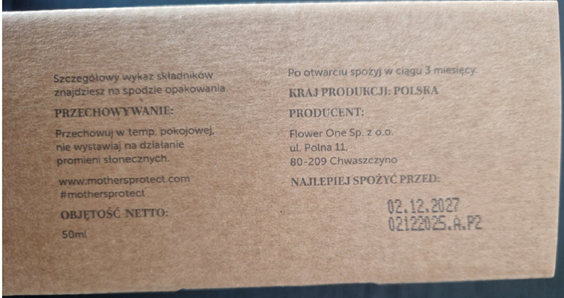 Szczegółowy wykaz składników
znajdziesz na spodzie opakowania.
PRZECHOWYWANIE:
Przechowuj w temp. pokojowej,
nie wystawiaj na działanie
promieni słonecznych.
www.mothersprotect.com
#mothersprotect
OBJĘTOŚĆ NETTO:
50ml
Po otwarciu spożyj w ciągu 3 miesięcy.
KRAJ PRODUKCJI: POLSKA
PRODUCENT:
Flower One Sp. z o.o.
ul. Polna 11,
80-209 Chwaszczyno
NAJLEPIEJ SPOŻYĆ PRZED:
02.12.2027
02122025.A.P2